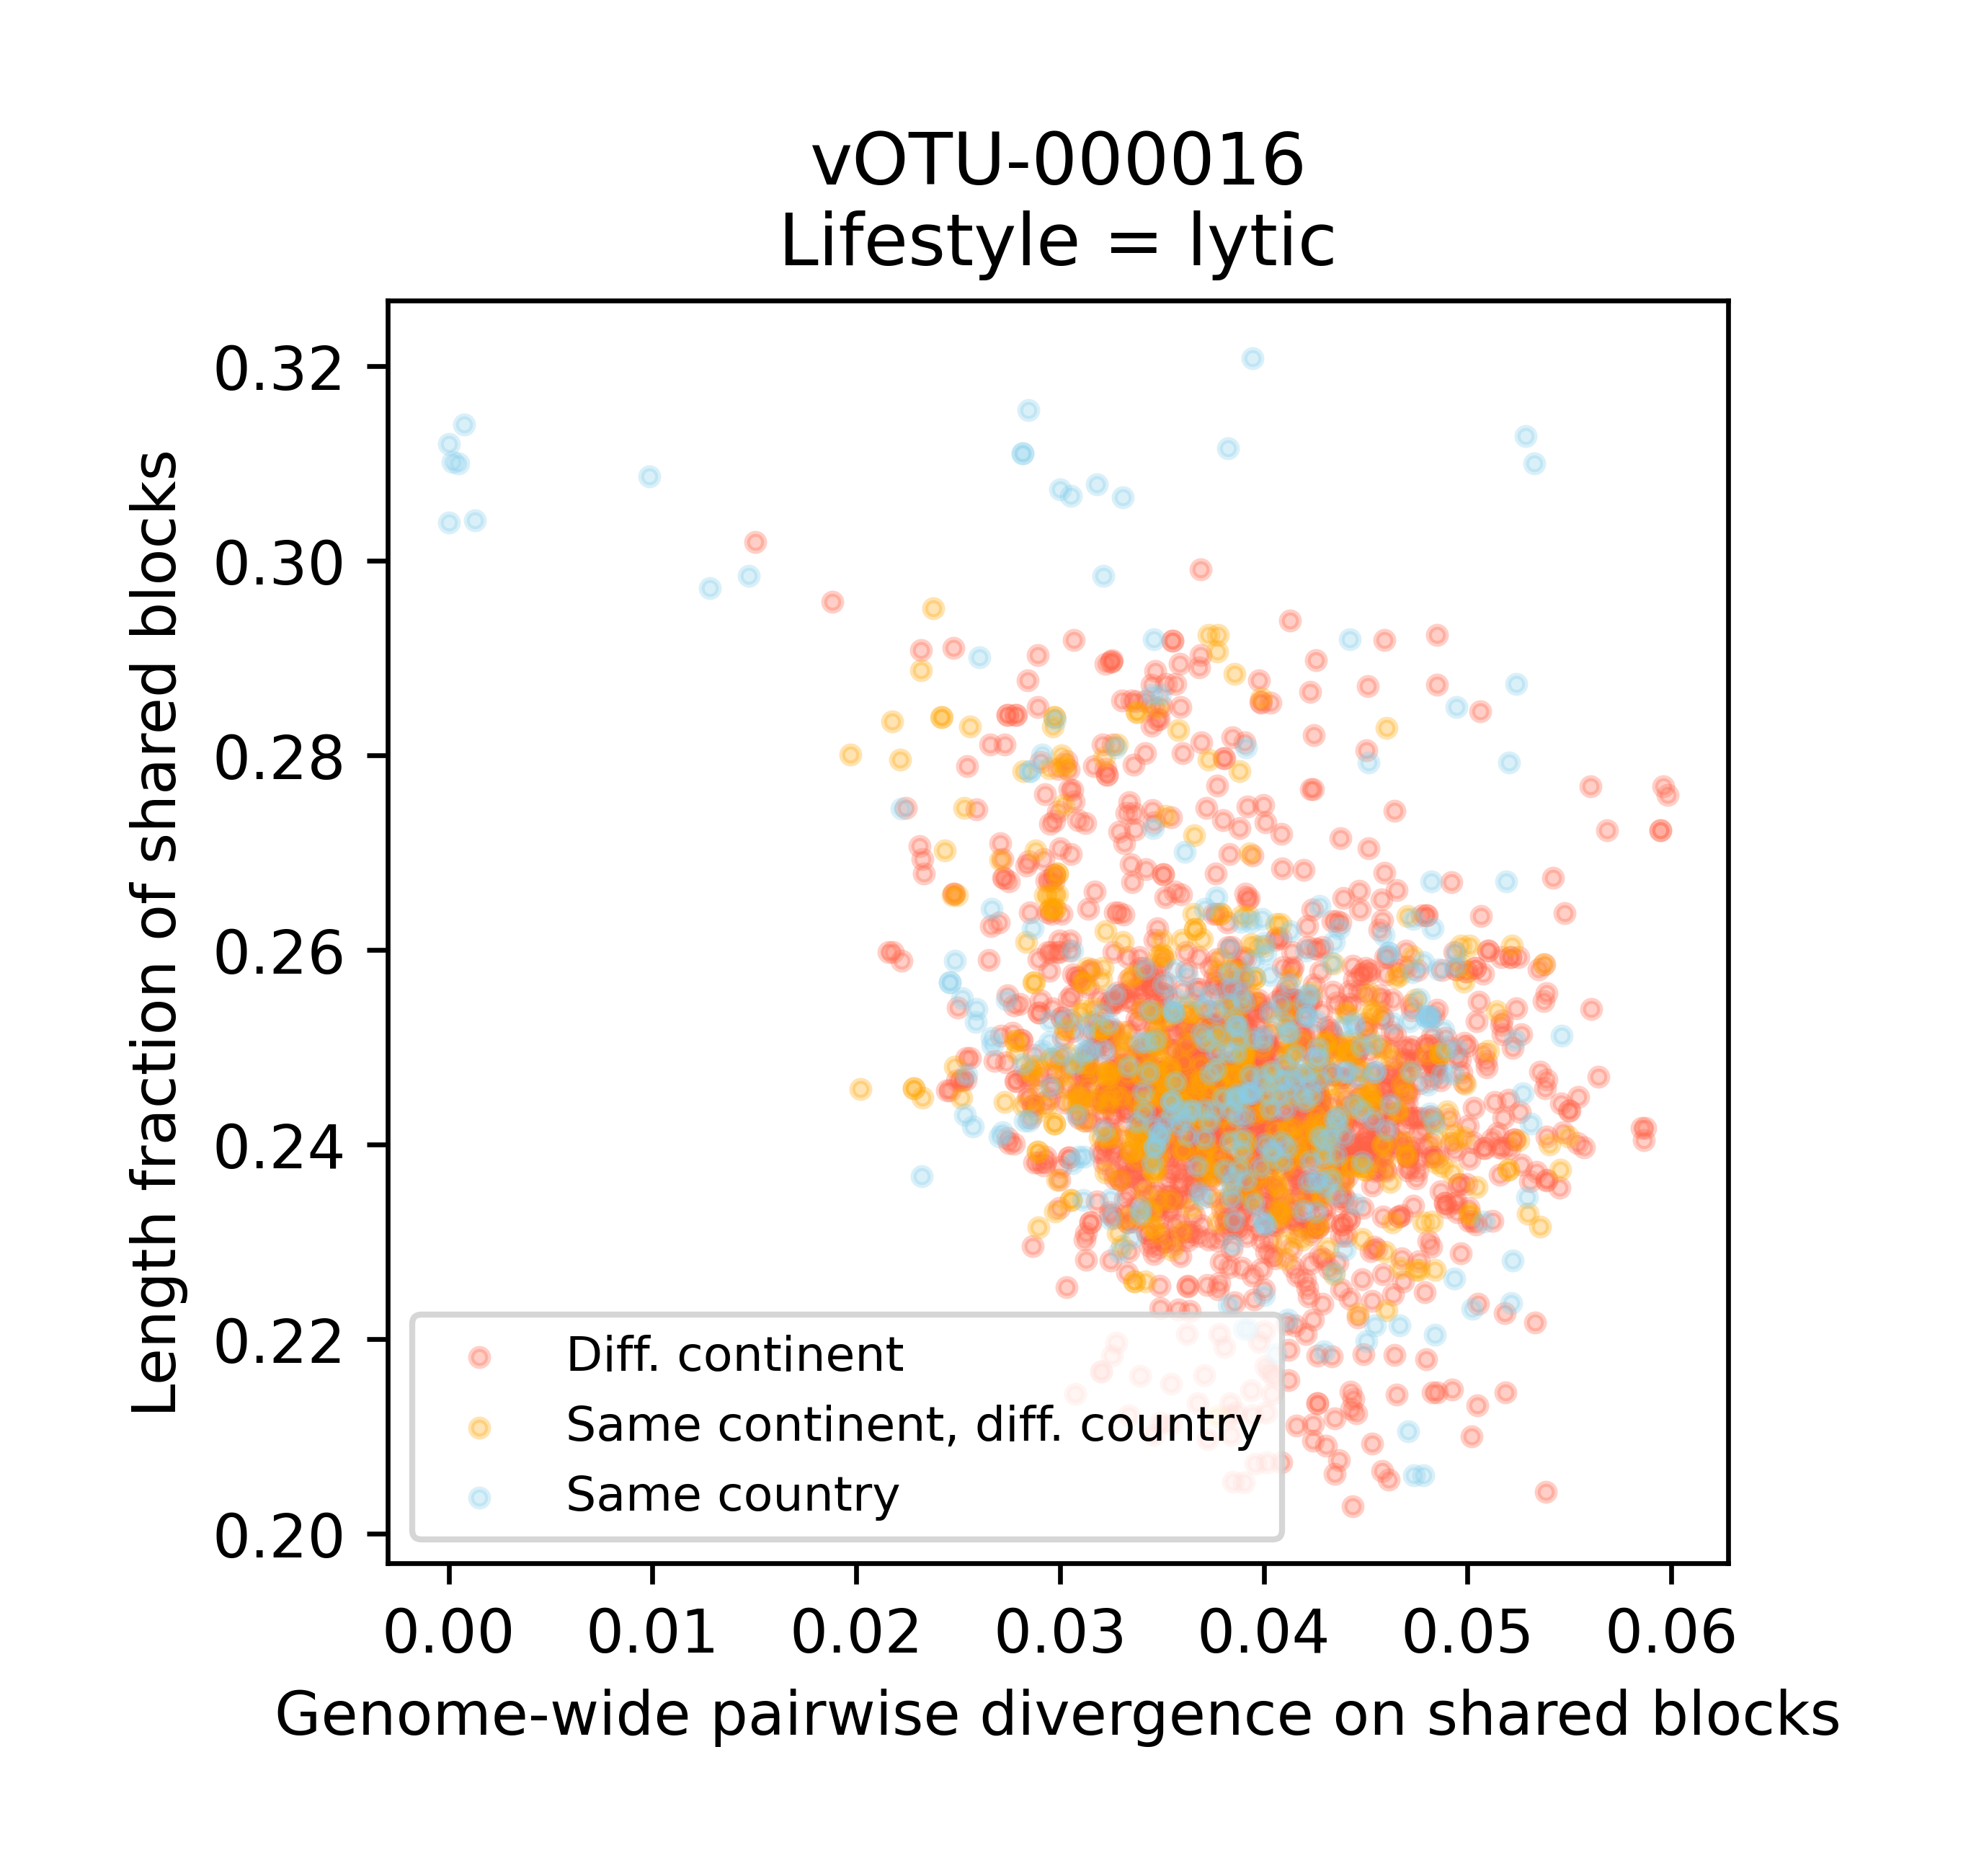 vOTU-000016
Lifestyle = lytic
Length fraction of shared blocks
0.32
0.30
0.28
0.26
0.24
0.22
0.20
Diff. continent
Same continent, diff. country
Same country
0.00 0.01 0.02 0.03 0.04 0.05 0.06
Genome-wide pairwise divergence on shared blocks